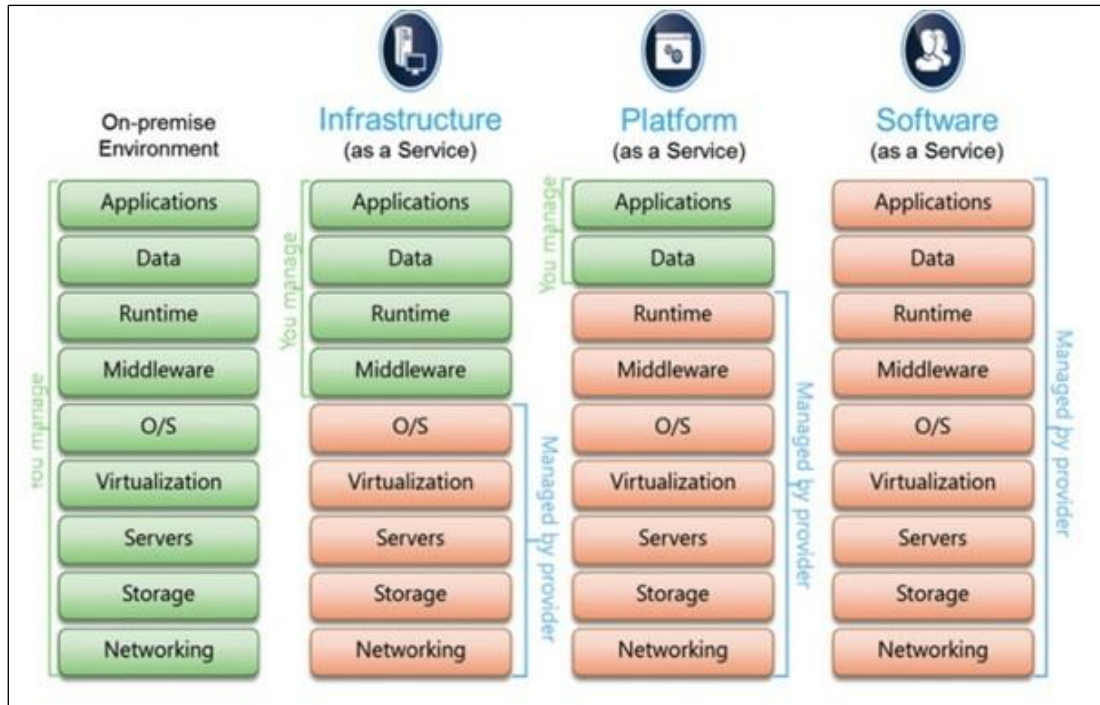 On-premise
Environment
You manage
Applications
Data
Runtime
Middleware
O/S
Virtualization
Servers
Storage
Networking
Infrastructure
(as a Service)
You manage
Applications
Data
Runtime
Middleware
O/S
Virtualization
Servers
Storage
Networking
Managed by provider
Platform
(as a Service)
You manage
Applications
Data
Runtime
Middleware
O/S
Virtualization
Servers
Storage
Networking
Managed by provider
Software
(as a Service)
Applications
Data
Runtime
Middleware
O/S
Virtualization
Servers
Storage
Networking
Managed by provider